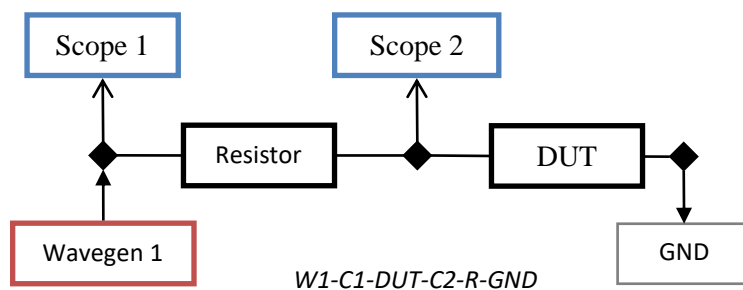 Scope 1
Scope 2
Resistor
DUT
Wavegen 1
GND
W1-C1-DUT-C2-R-GND